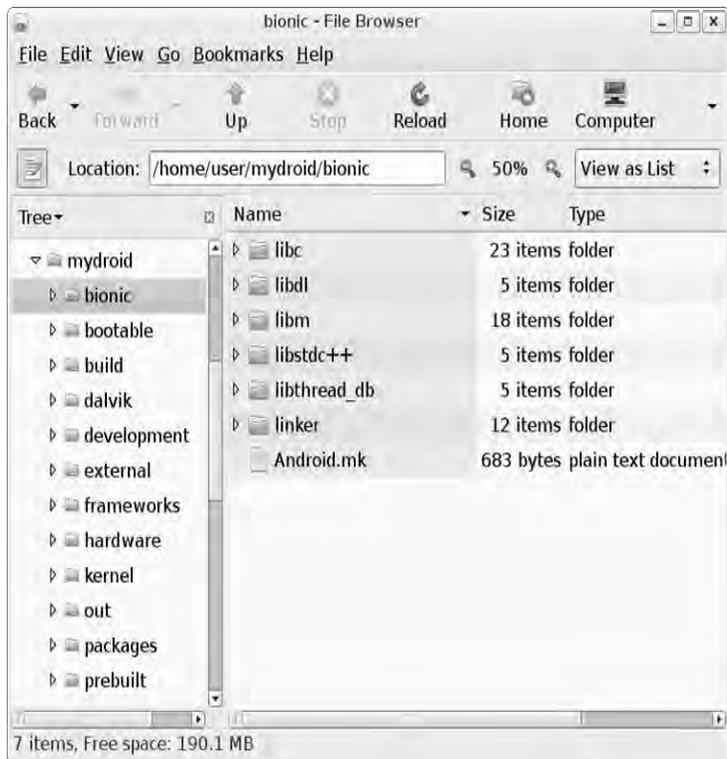 bionic - File Browser
File Edit View Go Bookmarks Help
Back Forward Up Stop Reload Home Computer
Location: /home/user/mydroid/bionic 50% View as List
Tree
mydroid
bionic
bootable
build
dalvik
development
external
frameworks
hardware
kernel
out
packages
prebuilt
Name Size Type
libc 23 items folder
libdl 5 items folder
libm 18 items folder
libstdc++ 5 items folder
libthread_db 5 items folder
linker 12 items folder
Android.mk 683 bytes plain text document
7 items, Free space: 190.1 MB